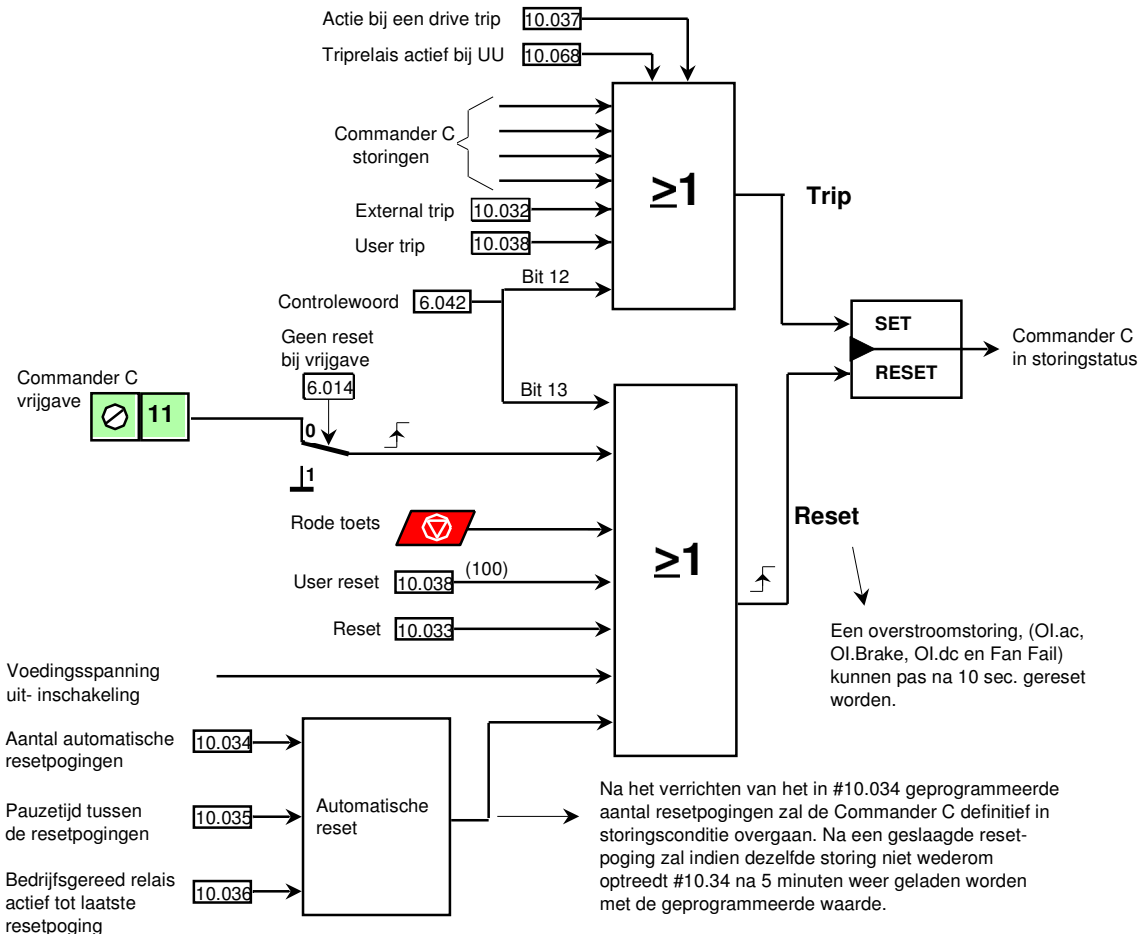 Actie bij een drive trip
10.037
Triprelais actief bij UU
10.068
Commander C
storingen
External trip
10.032
User trip
10.038
≥1
Trip
Bit 12
Controlewoord
6.042
Geen reset
bij vrijgave
6.014
Bit 13
SET
RESET
Commander C
in storingstatus
Commander C
vrijgave
11
0
1
Rode toets
User reset
10.038
(100)
Reset
10.033
≥1
Reset
Een overstroomstoring, (OI.ac,
OI.Brake, OI.dc en Fan Fail)
kunnen pas na 10 sec. gereset
worden.
Voedingsspanning
uit- inschakeling
Aantal automatische
resetpogingen
10.034
Pauzetijd tussen
de resetpogingen
10.035
Bedrijfsgereed relais
actief tot laatste
resetpoging
10.036
Automatische
reset
Na het verrichten van het in #10.034 geprogrammeerde
aantal resetpogingen zal de Commander C definitief in
storingsconditie overgaan. Na een geslaagde reset-
poging zal indien dezelfde storing niet wederom
optreedt #10.34 na 5 minuten weer geladen worden
met de geprogrammeerde waarde.